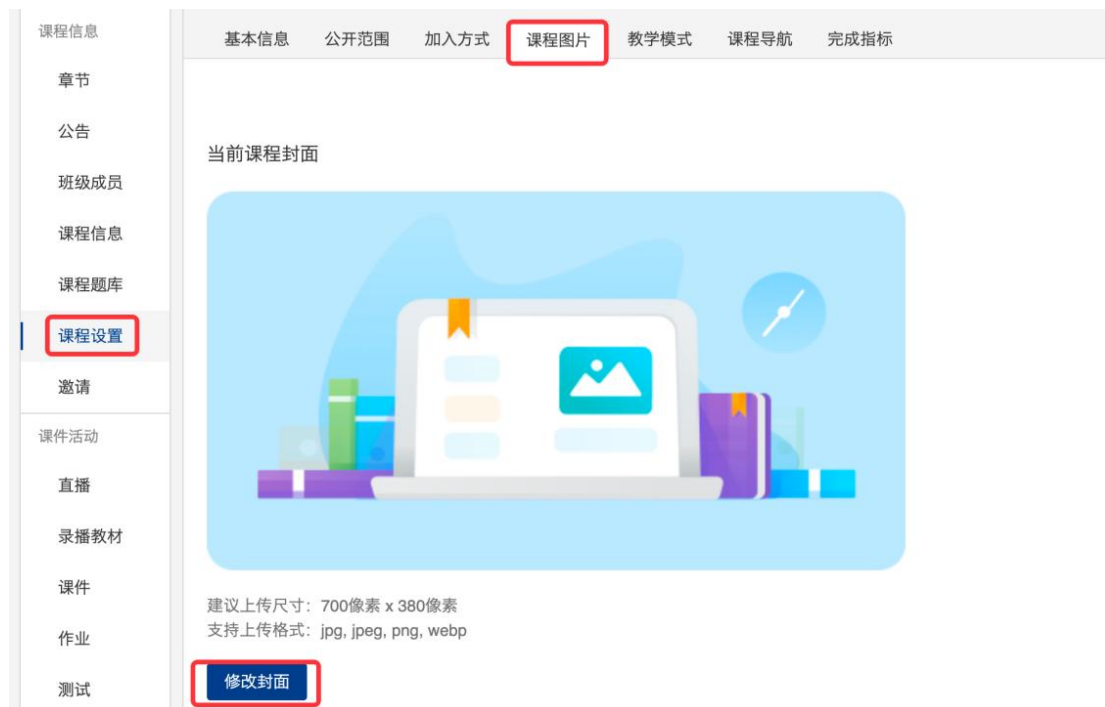 课程信息
章节
公告
班级成员
课程信息
课程题库
课程设置
邀请
课件活动
直播
录播教材
课件
作业
测试
基本信息 公开范围 加入方式 课程图片 教学模式 课程导航 完成指标
当前课程封面
建议上传尺寸：700像素 x 380像素
支持上传格式：jpg, jpeg, png, webp
修改封面